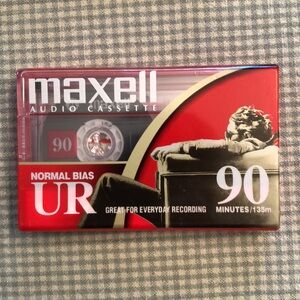 maxell
AUDIO CASSETTE
90
NORMAL BIAS
UR
GREAT FOR EVERYDAY RECORDING
90
MINUTES/135m